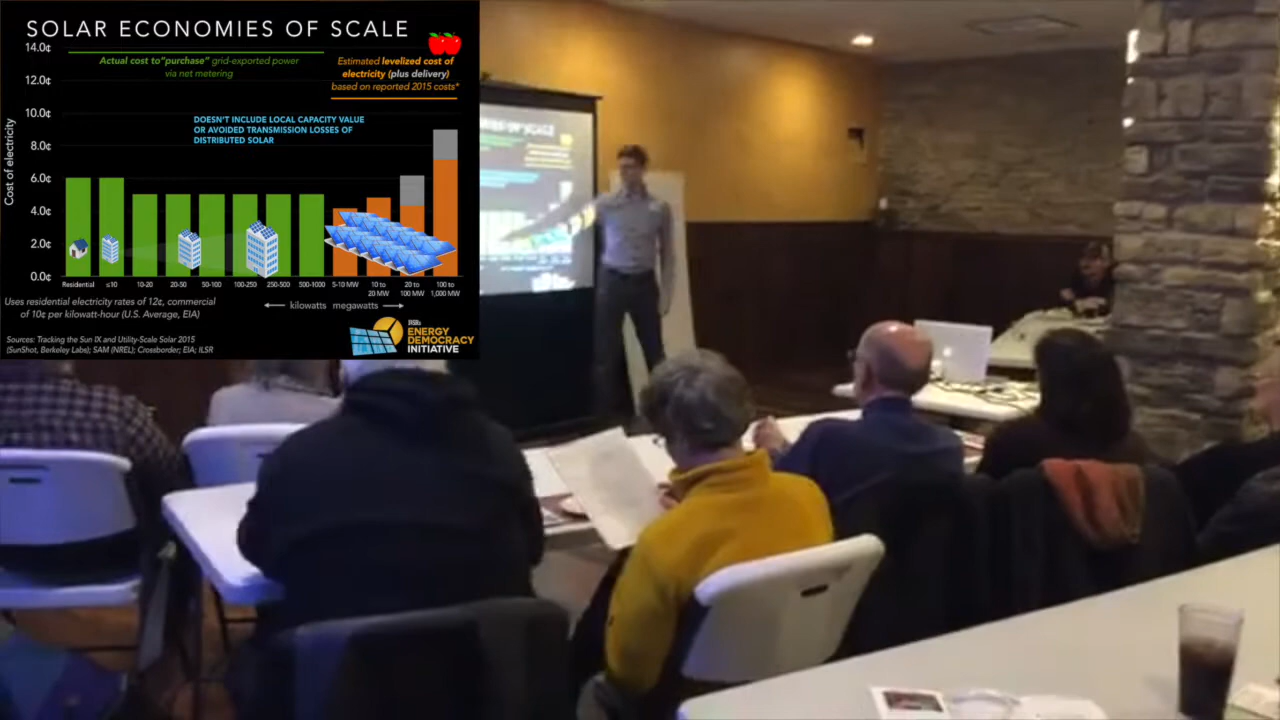 SOLAR ECONOMIES OF SCALE
14.0¢
Actual cost to"purchase" grid-exported power
via net metering
Estimated levelized cost of
electricity (plus delivery)
based on reported 2015 costs*
12.0¢
10.0¢
DOESN'T INCLUDE LOCAL CAPACITY VALUE
OR AVOIDED TRANSMISSION LOSSES OF
DISTRIBUTED SOLAR
8.0¢
6.0¢
4.0¢
2.0¢
0.0¢
Cost of electricity
Residential ≤10 10-20 20-50 50-100 100-250 250-500 500-1000 5-10 MW 10 to 20 to 100 to
20 MW 100 MW 1,000 MW
kilowatts megawatts
Uses residential electricity rates of 12¢, commercial
of 10¢ per kilowatt-hour (U.S. Average, EIA)
Sources: Tracking the Sun IX and Utility-Scale Solar 2015
(SunShot, Berkeley Labs); SAM (NREL); Crossborder; EIA; ILSR
ILSR's
ENERGY
DEMOCRACY
INITIATIVE
OF SCALE